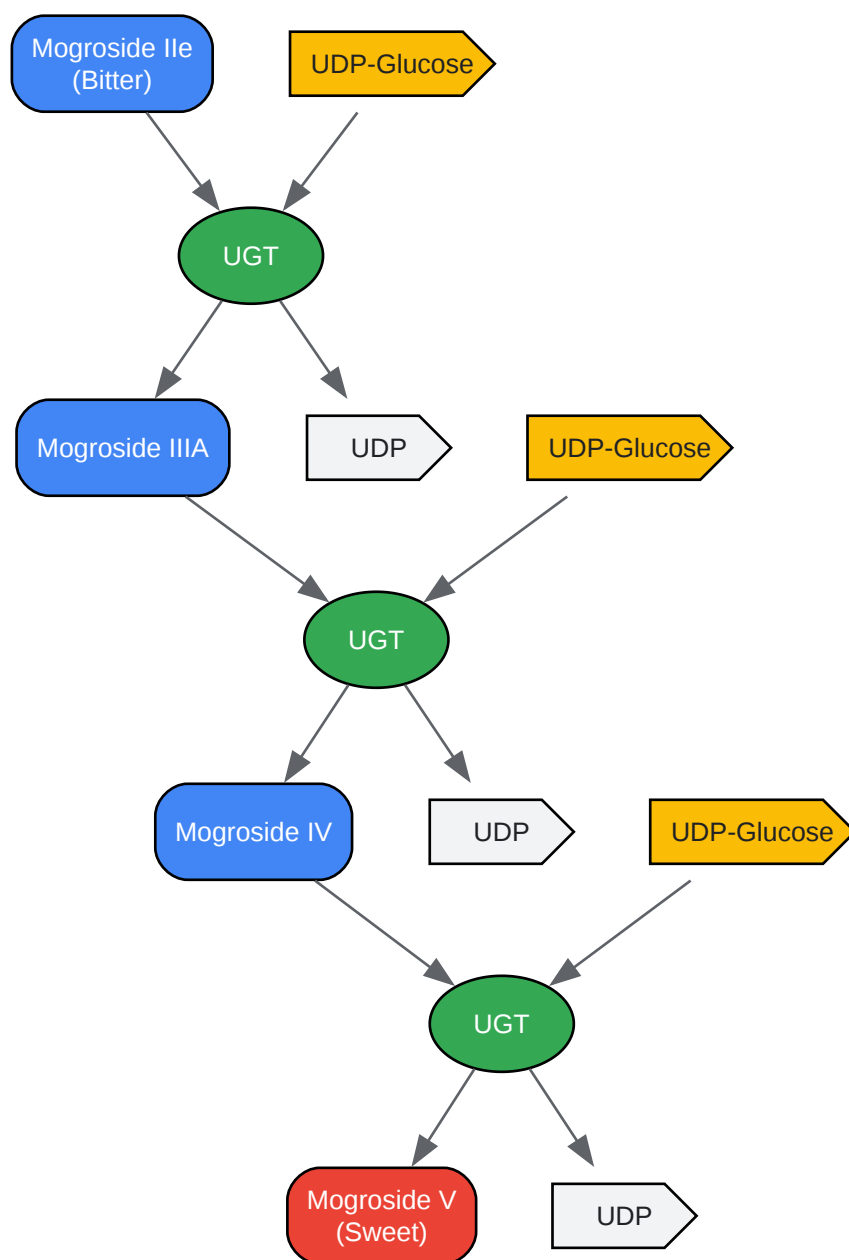 Mogroside IIe
(Bitter)
UDP-Glucose
UGT
Mogroside IIIA
UDP
UDP-Glucose
UGT
Mogroside IV
UDP
UDP-Glucose
UGT
Mogroside V
(Sweet)
UDP